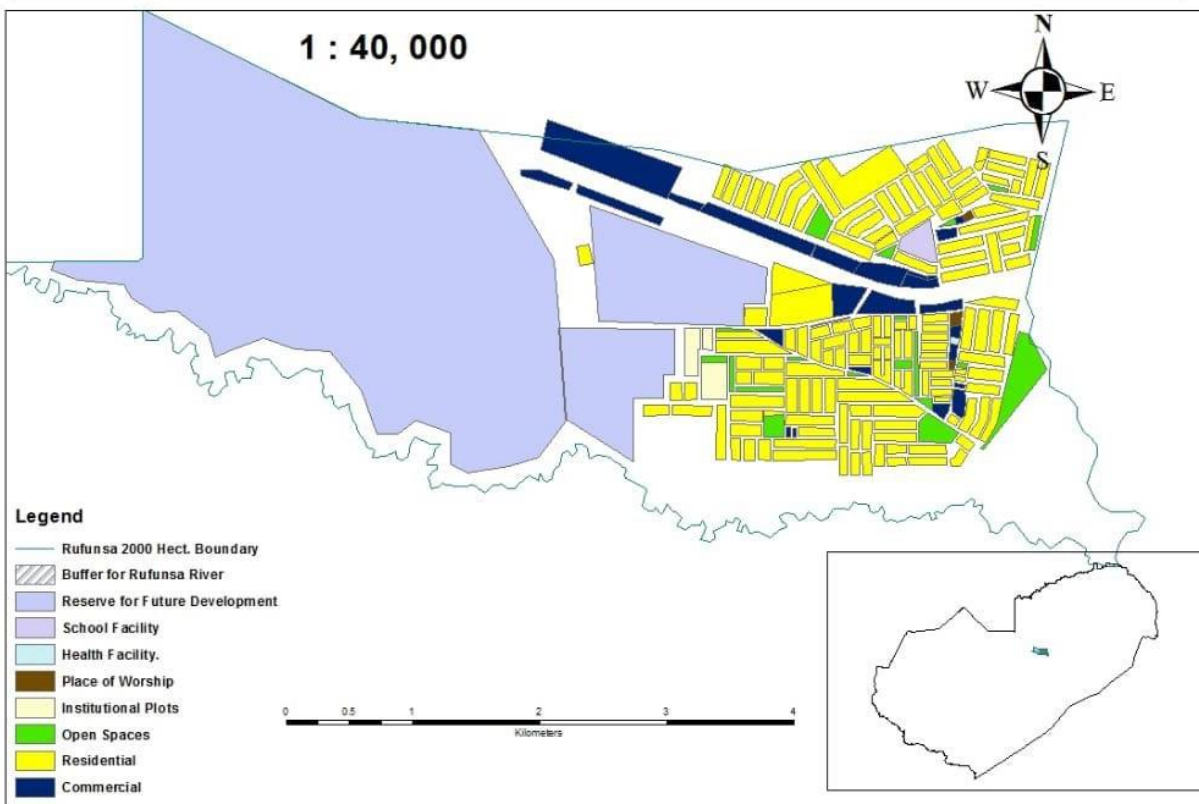 1 : 40, 000
N
W
E
S
Legend
Rufunsa 2000 Hect. Boundary
Buffer for Rufunsa River
Reserve for Future Development
School Facility
Health Facility.
Place of Worship
Institutional Plots
Open Spaces
Residential
Commercial
0 0.5 1 2 3 4
Kilometers